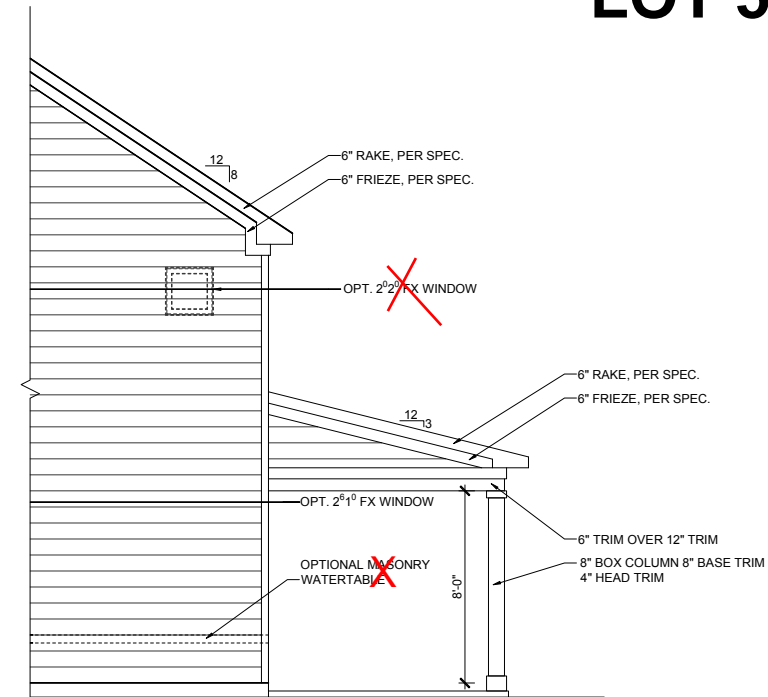 LOT 5
12
8
6" RAKE, PER SPEC.
6" FRIEZE, PER SPEC.
OPT. 2⁰2⁰ FX WINDOW
6" RAKE, PER SPEC.
6" FRIEZE, PER SPEC.
12
3
OPT. 2⁶1⁰ FX WINDOW
6" TRIM OVER 12" TRIM
8" BOX COLUMN 8" BASE TRIM
4" HEAD TRIM
OPTIONAL MASONRY
WATERTABLE
8'-0"